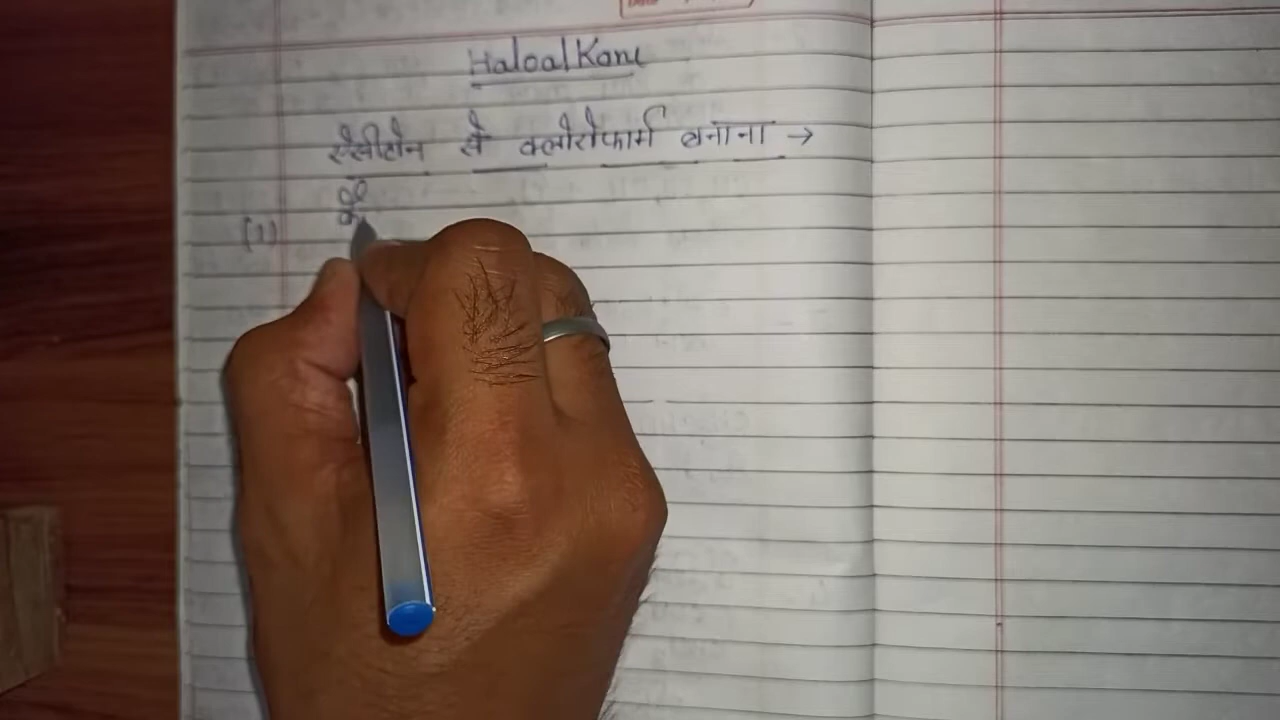 HaloalKane
ऐसीटोन से क्लोरोफार्म बनाना →
(1)